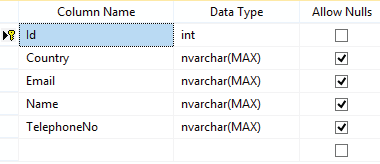 Column Name Data Type Allow Nulls
Id int
Country nvarchar(MAX)
Email nvarchar(MAX)
Name nvarchar(MAX)
TelephoneNo nvarchar(MAX)